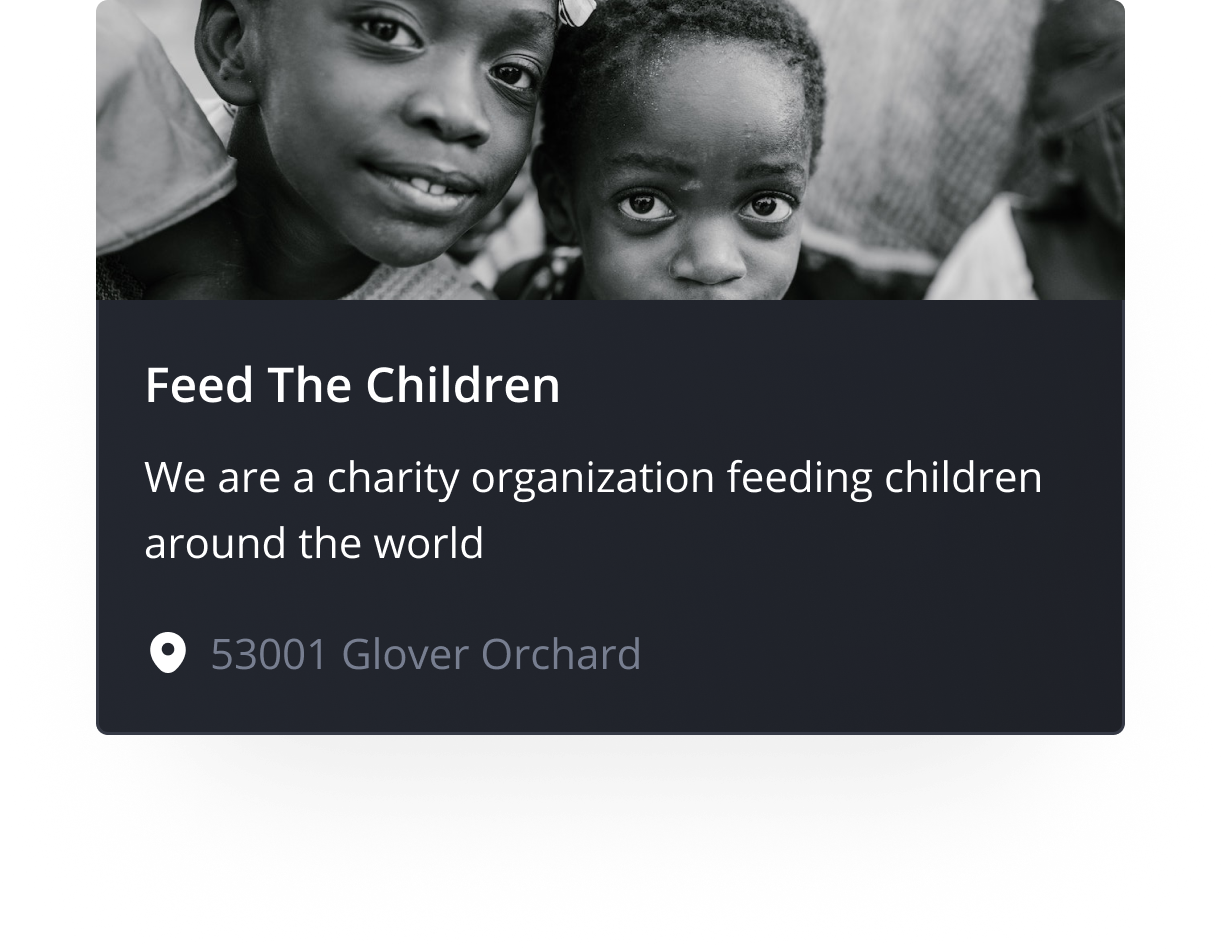 Feed The Children
We are a charity organization feeding children
around the world
53001 Glover Orchard